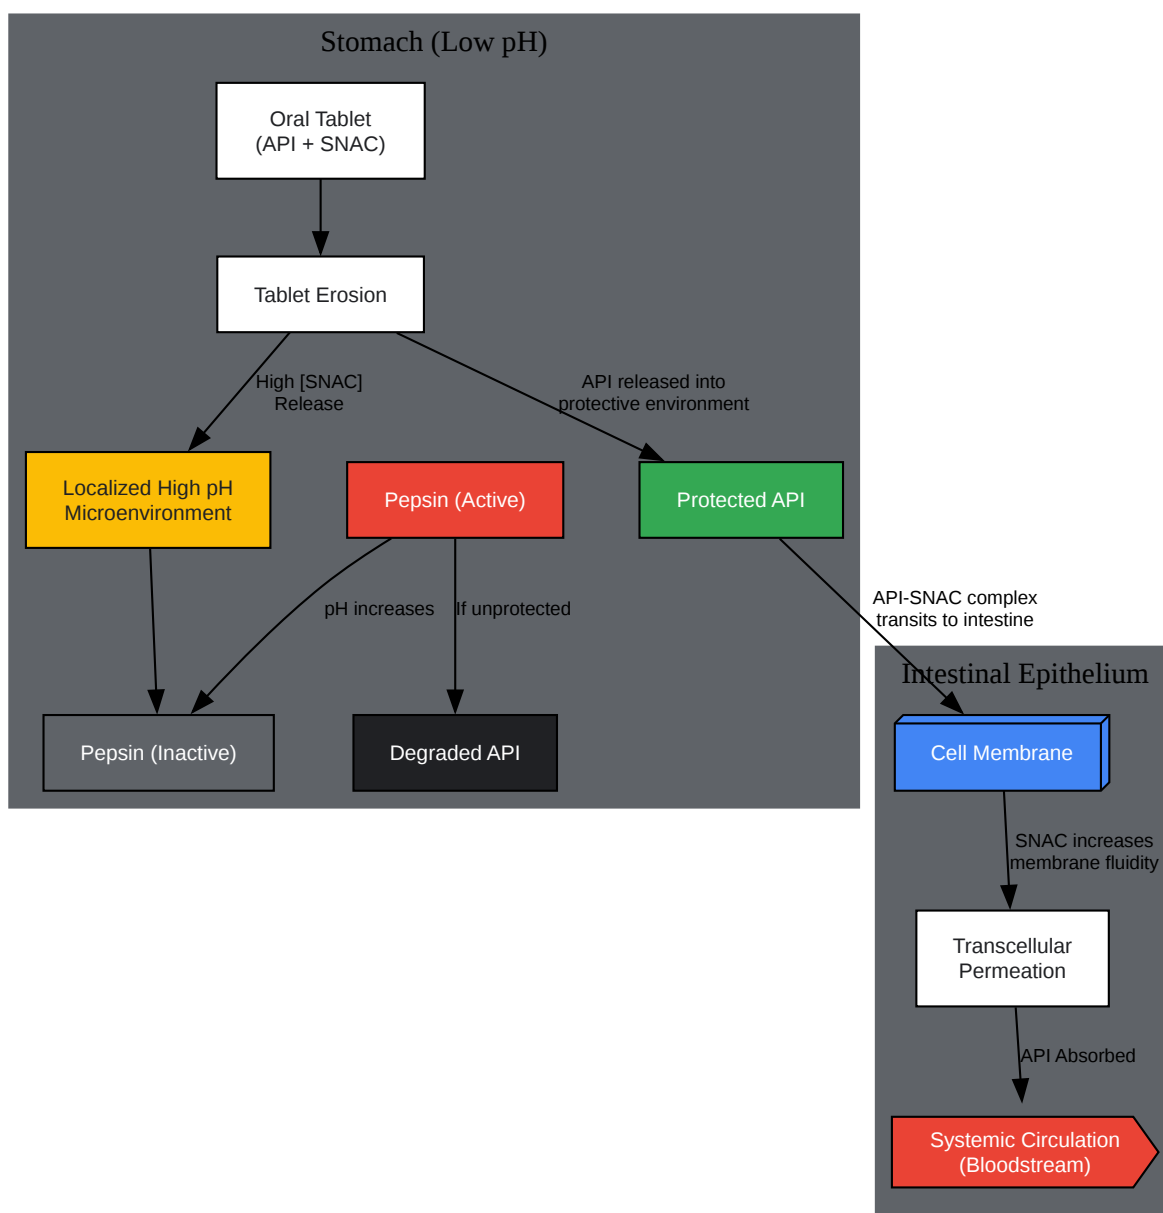 Stomach (Low pH)
Oral Tablet
(API + SNAC)
Tablet Erosion
High [SNAC]
Release
API released into
protective environment
Localized High pH
Microenvironment
Pepsin (Active)
Protected API
pH increases
If unprotected
API-SNAC complex
transits to intestine
Pepsin (Inactive)
Degraded API
Intestinal Epithelium
Cell Membrane
SNAC increases
membrane fluidity
Transcellular
Permeation
API Absorbed
Systemic Circulation
(Bloodstream)